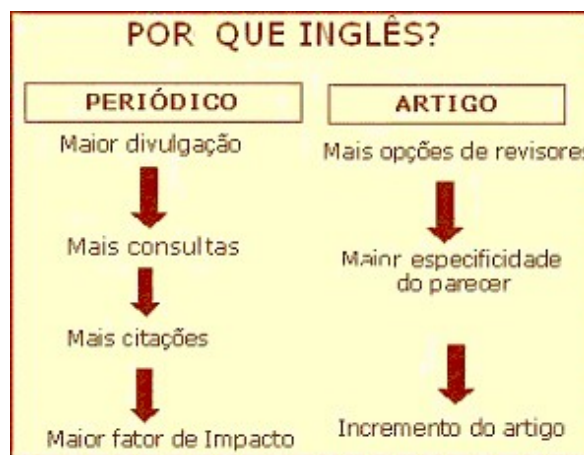 POR QUE INGLÊS?
PERIÓDICO
Maior divulgação
Mais consultas
Mais citações
Maior fator de Impacto
ARTIGO
Mais opções de revisores
Maior especificidade
do parecer
Incremento do artigo